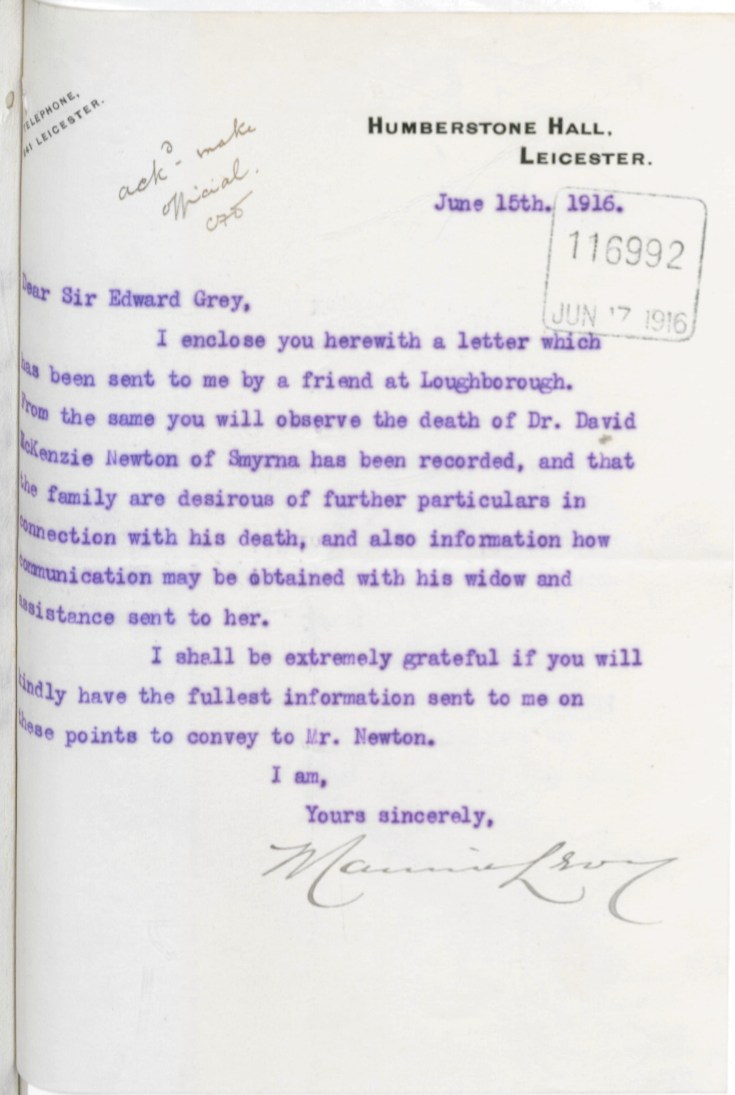 ELEPHONE,
41 LEICESTER.
ackd - make
official.
HUMBERSTONE HALL,
LEICESTER.
June 15th. 1916.
116992
JUN 17 1916
Dear Sir Edward Grey,
I enclose you herewith a letter which
has been sent to me by a friend at Loughborough.
From the same you will observe the death of Dr. David
McKenzie Newton of Smyrna has been recorded, and that
the family are desirous of further particulars in
connection with his death, and also information how
communication may be obtained with his widow and
assistance sent to her.
I shall be extremely grateful if you will
kindly have the fullest information sent to me on
these points to convey to Mr. Newton.
I am,
Yours sincerely,
Maurice Levy